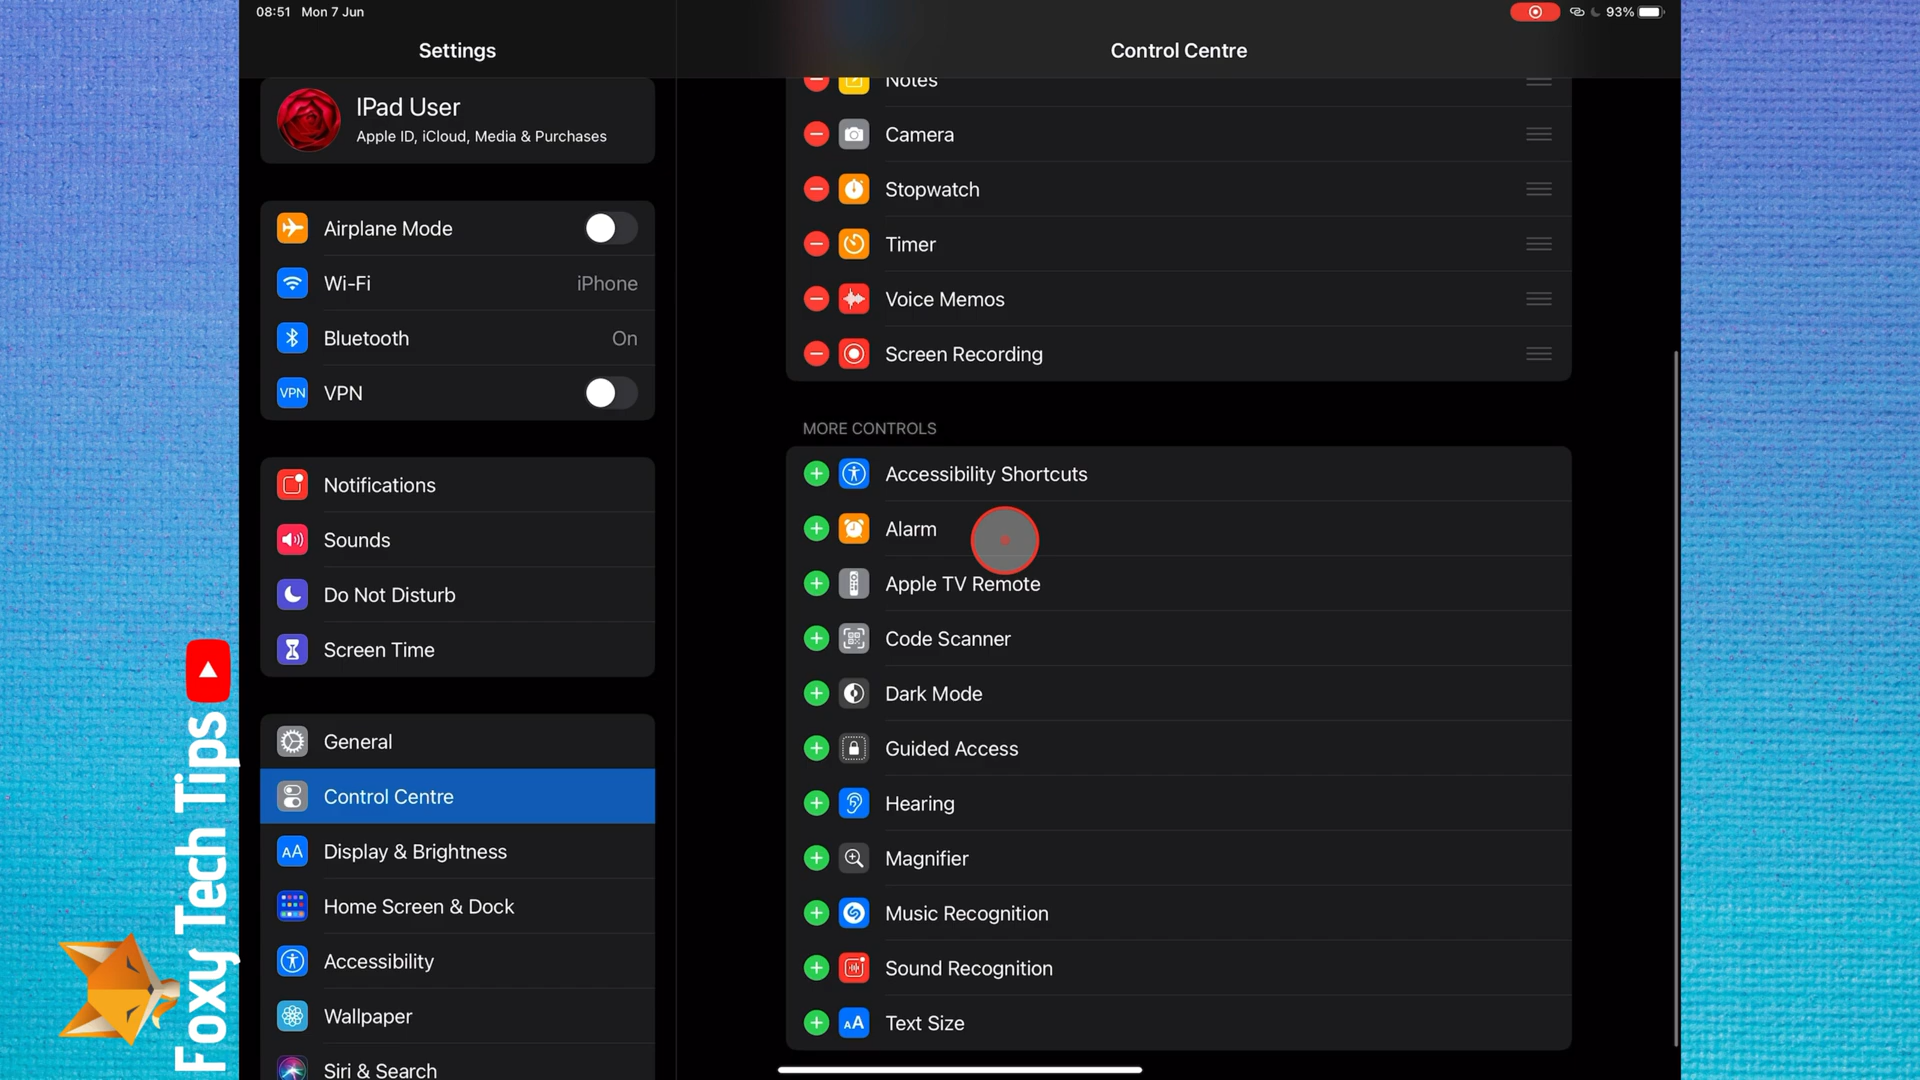 08:51 Mon 7 Jun
93%
Settings
Control Centre
IPad User
Apple ID, iCloud, Media & Purchases
Airplane Mode
Wi-Fi
iPhone
Bluetooth
On
VPN
VPN
Notifications
Sounds
Do Not Disturb
Screen Time
General
Control Centre
AA
Display & Brightness
Home Screen & Dock
Accessibility
Wallpaper
Siri & Search
Notes
Camera
Stopwatch
Timer
Voice Memos
Screen Recording
MORE CONTROLS
Accessibility Shortcuts
Alarm
Apple TV Remote
Code Scanner
Dark Mode
Guided Access
Hearing
Magnifier
Music Recognition
Sound Recognition
AA
Text Size
Foxy Tech Tips